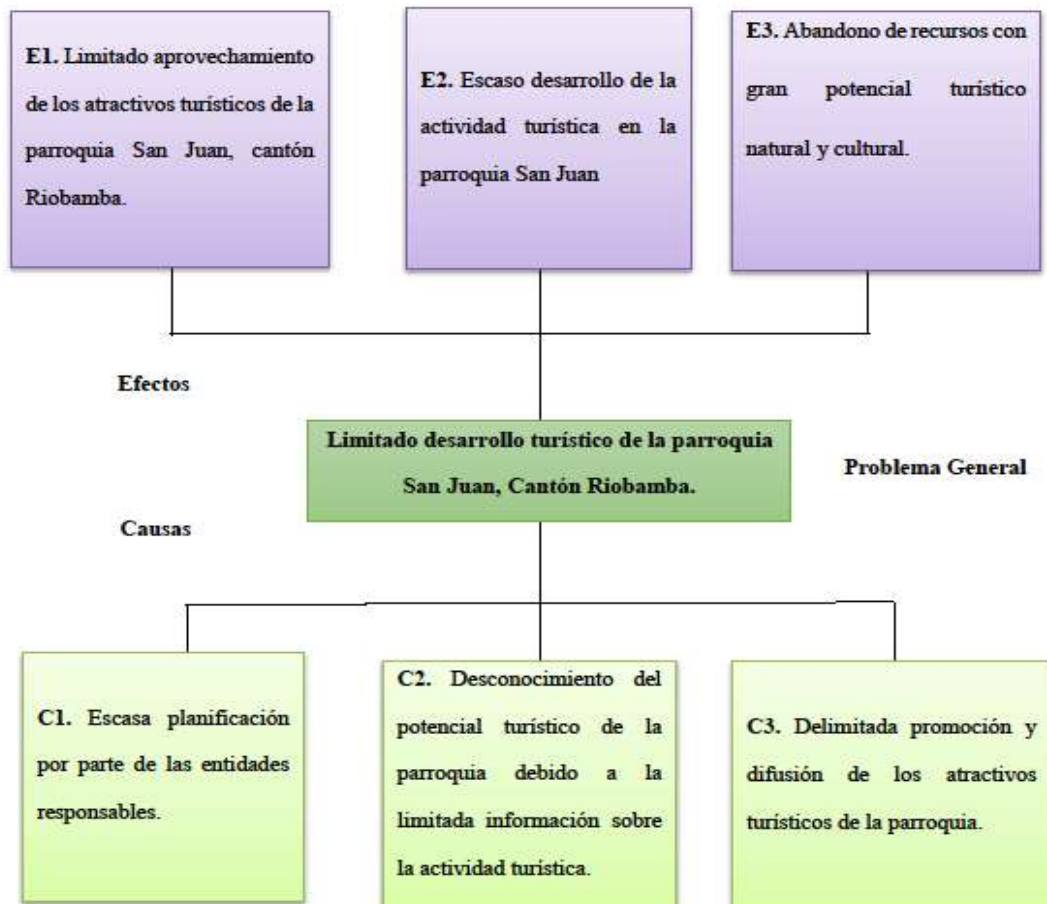 E1. Limitado aprovechamiento
de los atractivos turísticos de la
parroquia San Juan, cantón
Riobamba.
E2. Escaso desarrollo de la
actividad turística en la
parroquia San Juan
E3. Abandono de recursos con
gran potencial turístico
natural y cultural.
Efectos
Limitado desarrollo turístico de la parroquia
San Juan, Cantón Riobamba.
Problema General
Causas
C1. Escasa planificación
por parte de las entidades
responsables.
C2. Desconocimiento del
potencial turístico de la
parroquia debido a la
limitada información sobre
la actividad turística.
C3. Delimitada promoción y
difusión de los atractivos
turísticos de la parroquia.